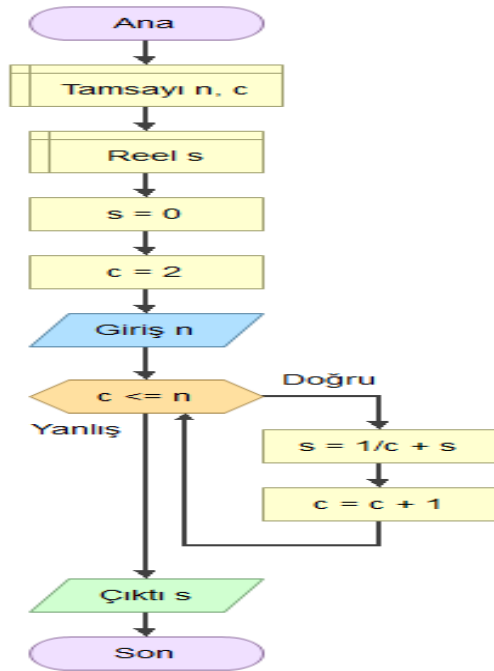 Ana
Tamsayı n, c
Reel s
s = 0
c = 2
Giriş n
c <= n
Doğru
Yanlış
s = 1/c + s
c = c + 1
Çıktı s
Son